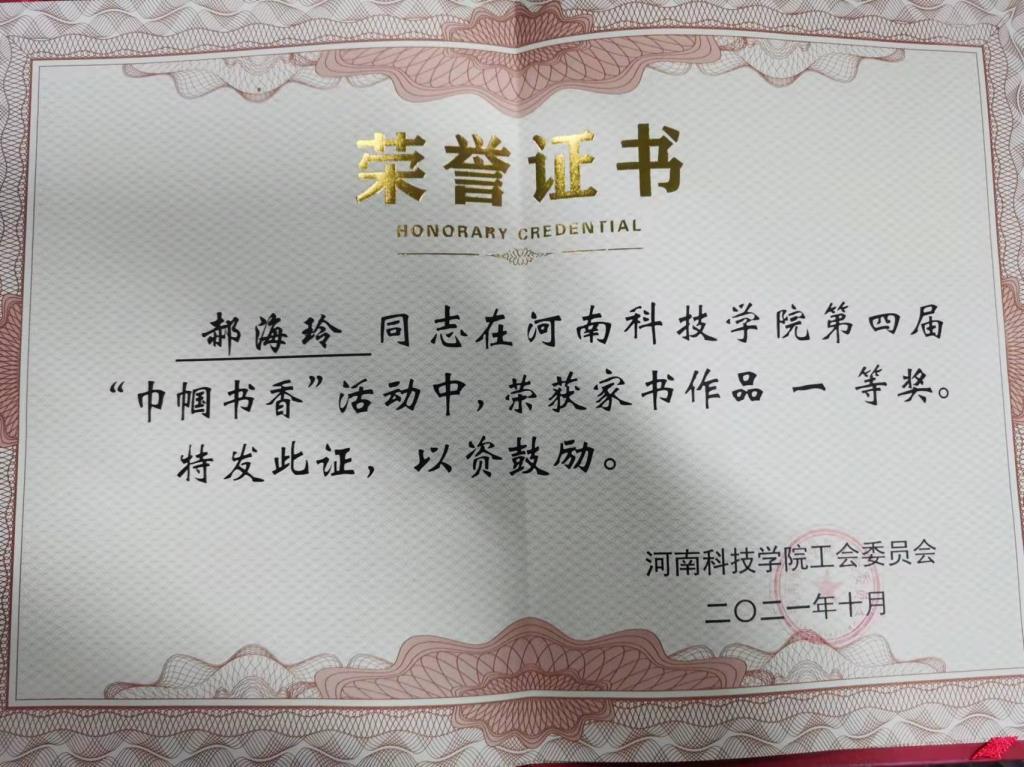 荣誉证书
HONORARY CREDENTIAL
郝海玲 同志在河南科技学院第四届
“巾帼书香”活动中，荣获家书作品 一 等奖。
特发此证，以资鼓励。
河南科技学院工会委员会
二〇二一年十月